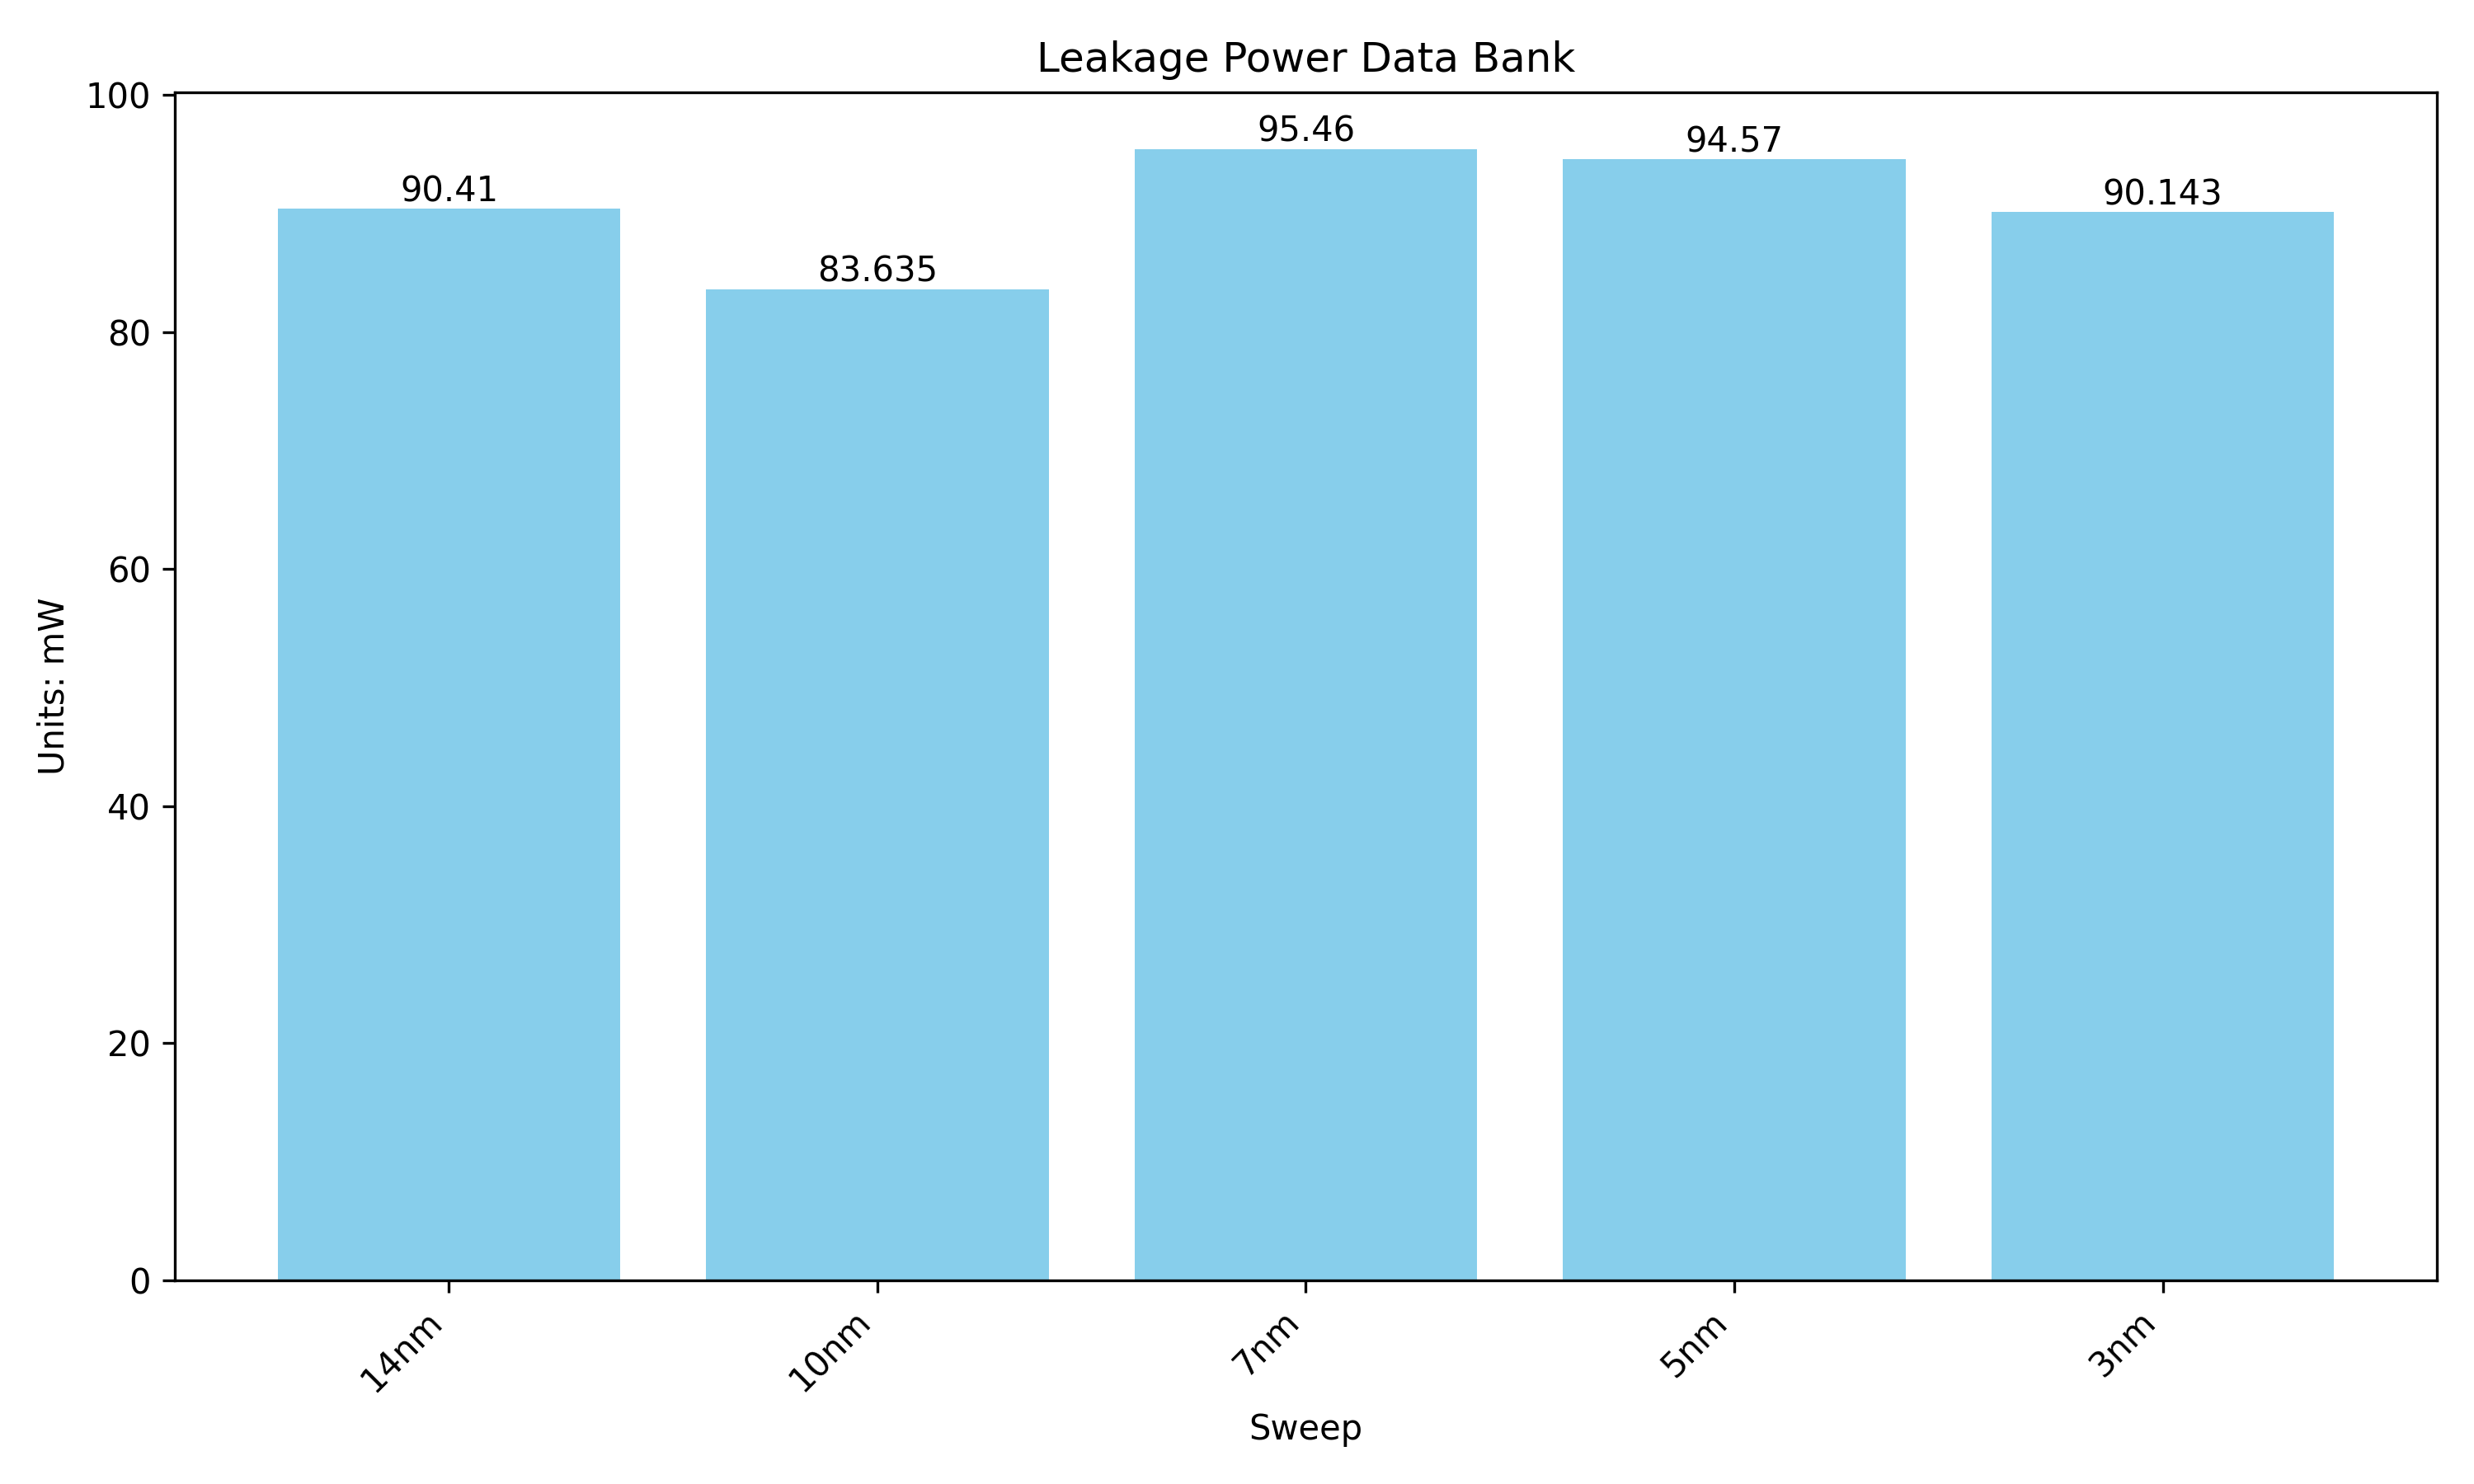 Leakage Power Data Bank
100
80
60
40
20
0
Units: mW
90.41
83.635
95.46
94.57
90.143
14nm
10nm
7nm
5nm
3nm
Sweep